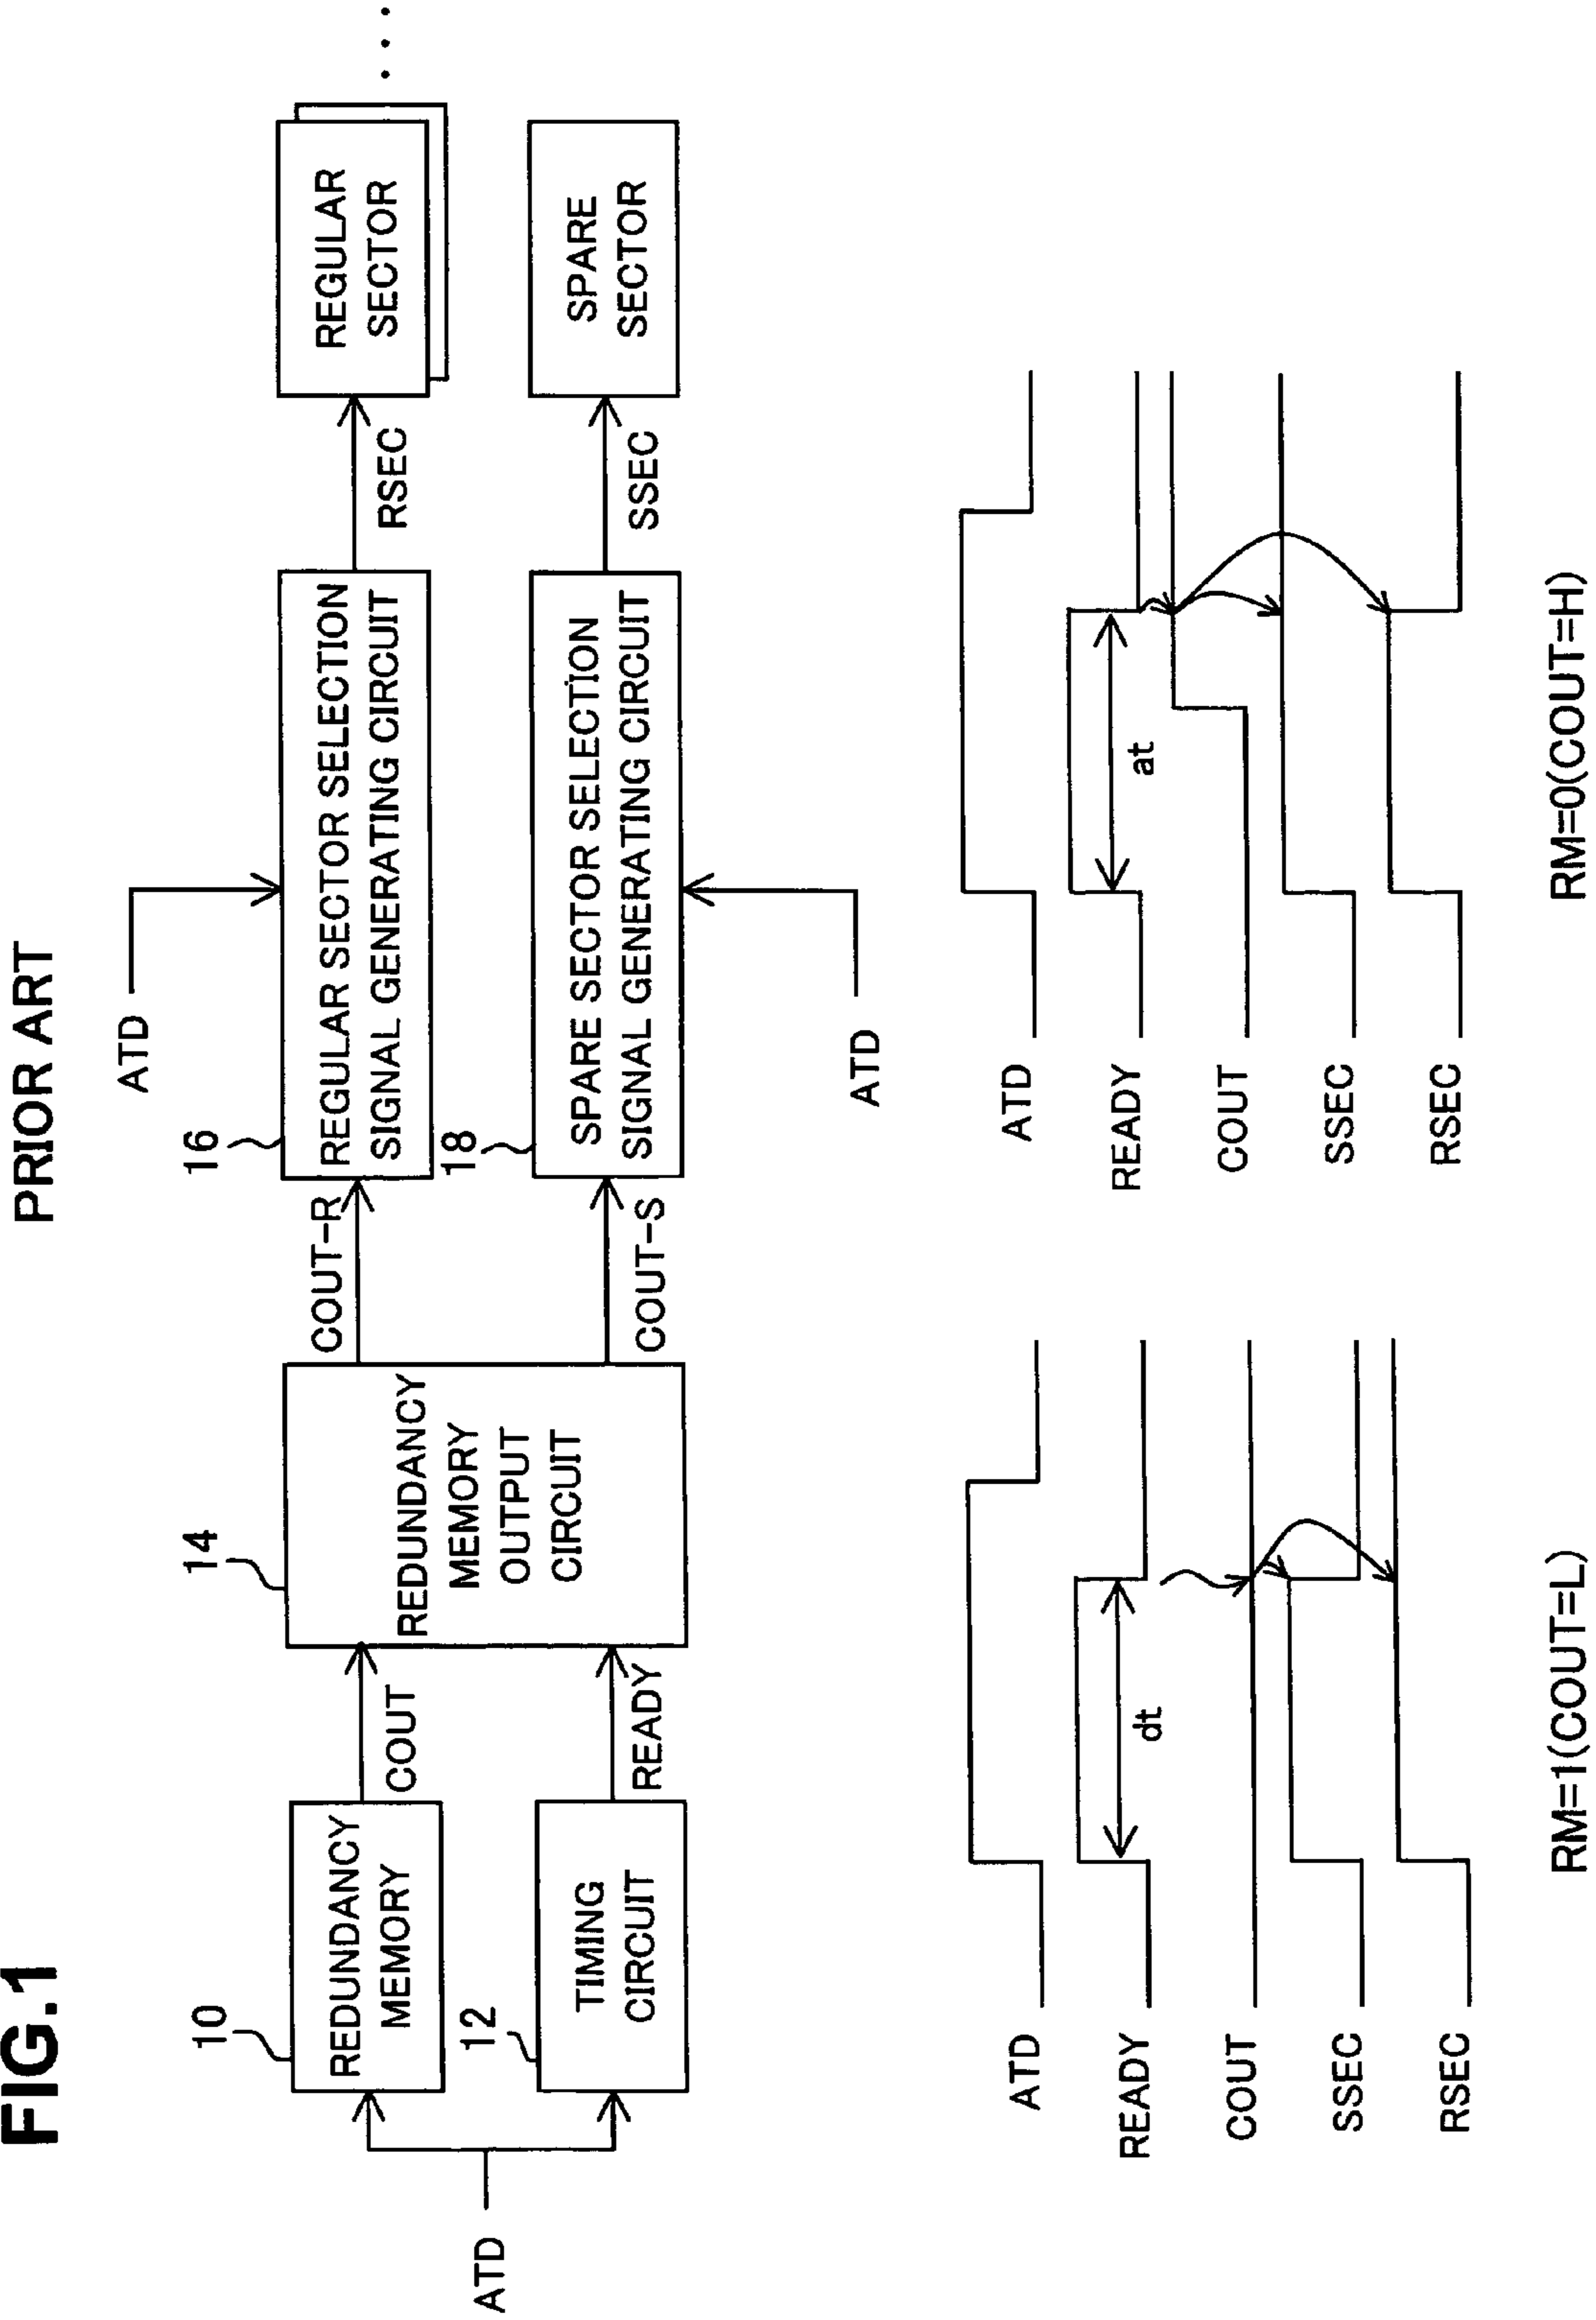 FIG.1
PRIOR ART
ATD
10
REDUNDANCY
MEMORY
COUT
12
TIMING
CIRCUIT
READY
14
REDUNDANCY
MEMORY
OUTPUT
CIRCUIT
COUT-R
COUT-S
ATD
16
REGULAR SECTOR SELECTION
SIGNAL GENERATING CIRCUIT
RSEC
REGULAR
SECTOR
. . .
18
SPARE SECTOR SELECTION
SIGNAL GENERATING CIRCUIT
SSEC
SPARE
SECTOR
ATD
ATD
READY
dt
COUT
SSEC
RSEC
RM=1(COUT=L)
ATD
READY
at
COUT
SSEC
RSEC
RM=0(COUT=H)